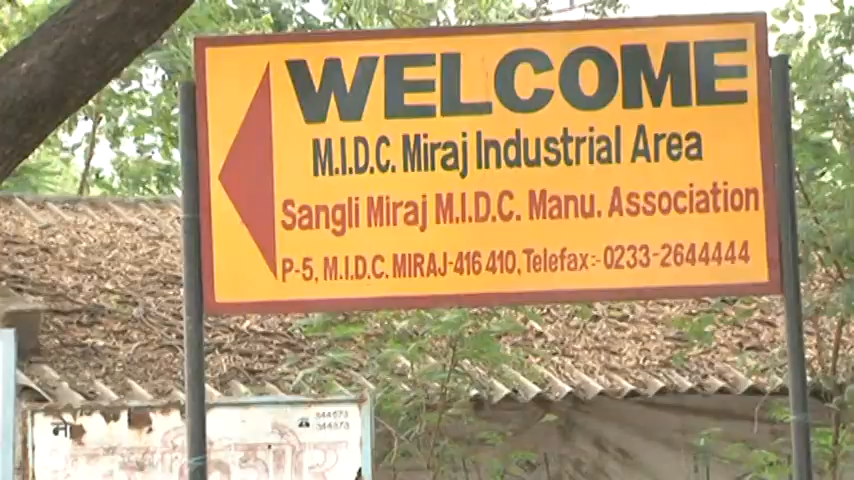 WELCOME
M.I.D.C. Miraj Industrial Area
Sangli Miraj M.I.D.C. Manu. Association
P-5, M.I.D.C. MIRAJ-416 410, Telefax:-0233-2644444